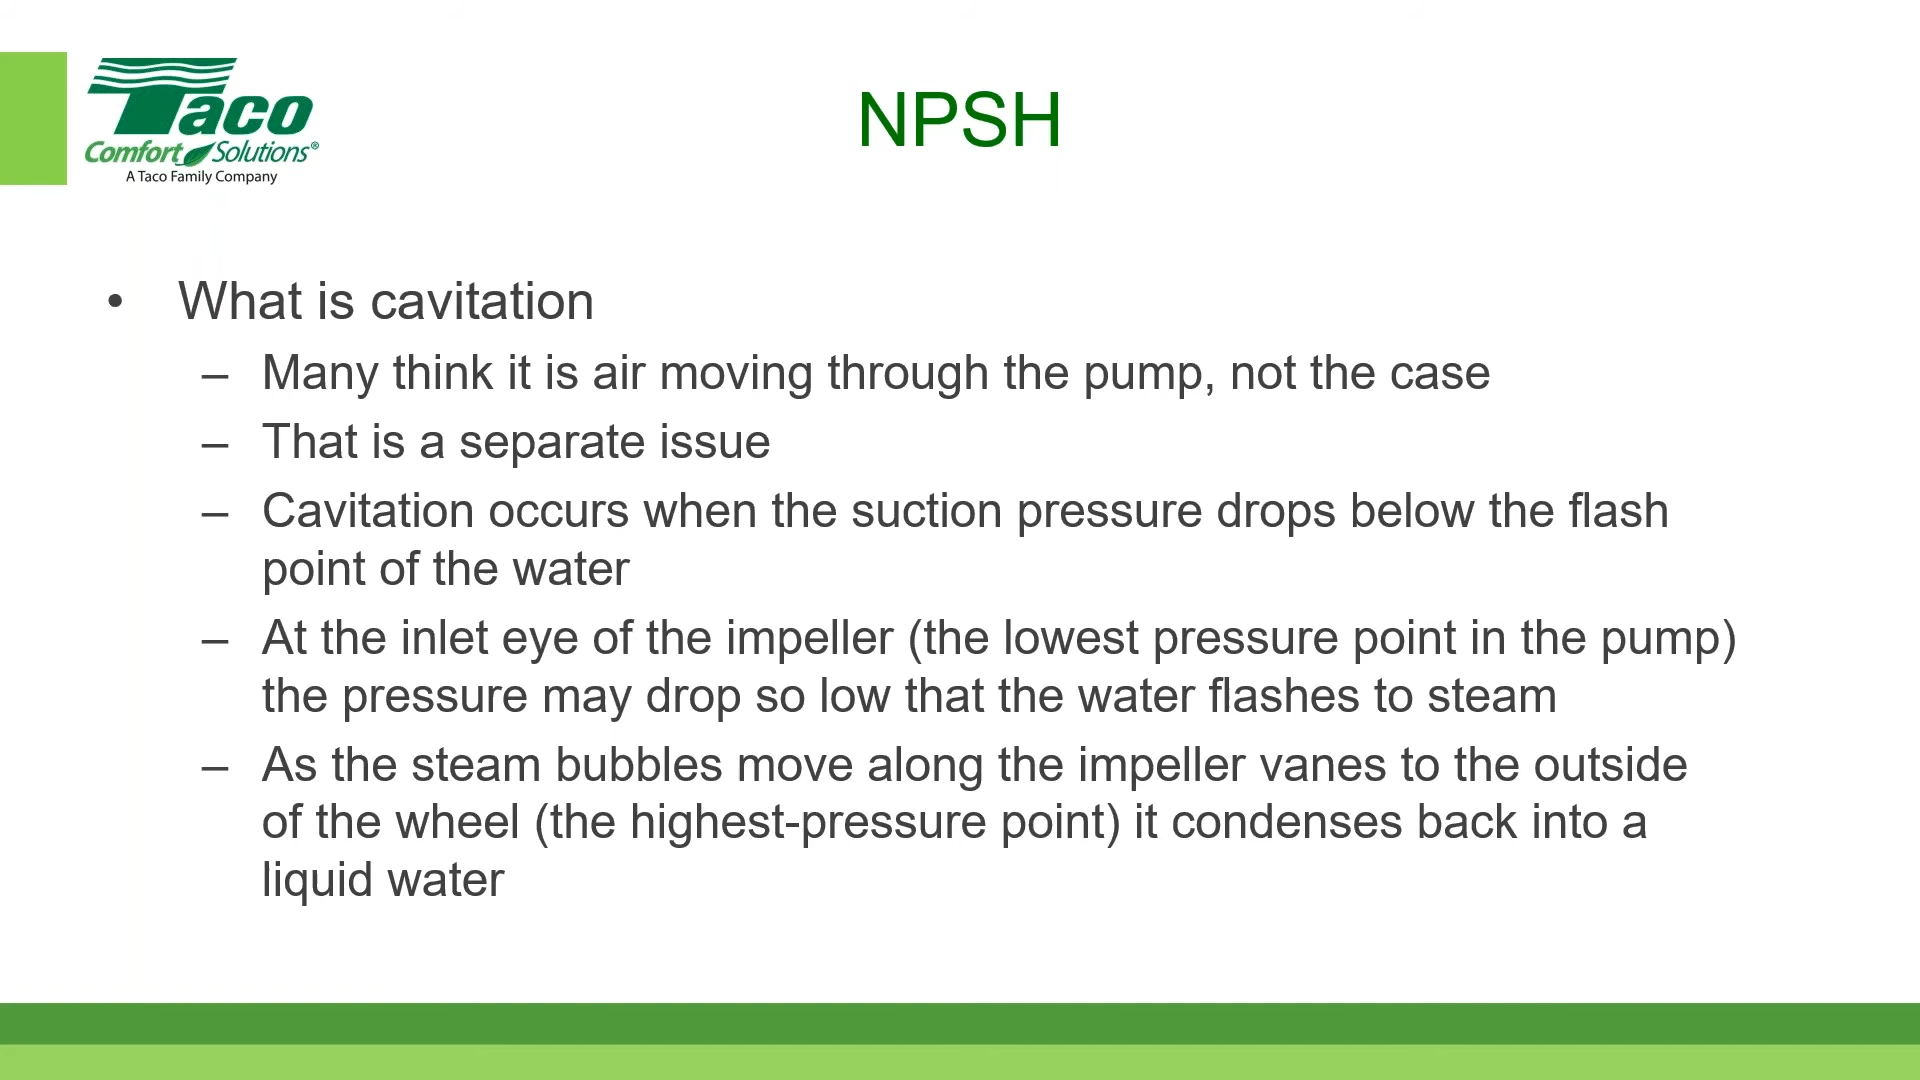 Taco
Comfort Solutions®
A Taco Family Company
NPSH
• What is cavitation
– Many think it is air moving through the pump, not the case
– That is a separate issue
– Cavitation occurs when the suction pressure drops below the flash
point of the water
– At the inlet eye of the impeller (the lowest pressure point in the pump)
the pressure may drop so low that the water flashes to steam
– As the steam bubbles move along the impeller vanes to the outside
of the wheel (the highest-pressure point) it condenses back into a
liquid water